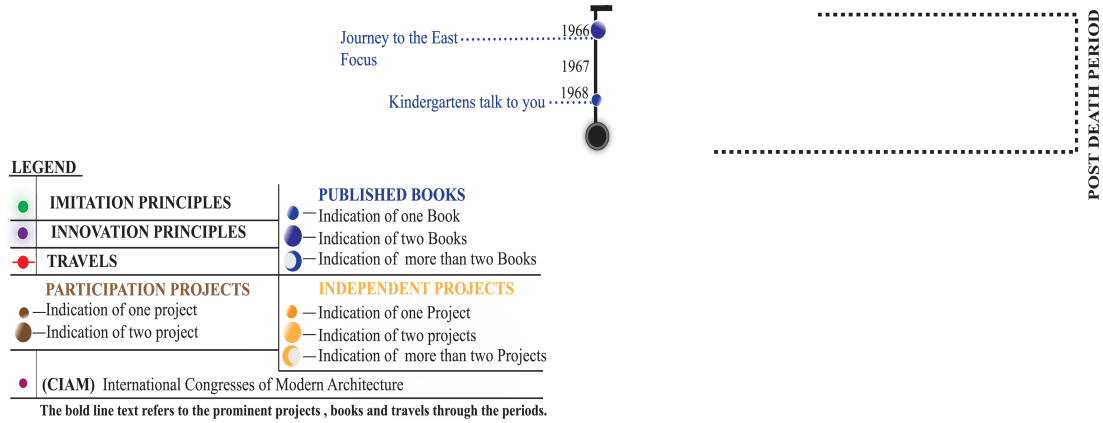 1966
Journey to the East
Focus
1967
1968
Kindergartens talk to you
POST DEATH PERIOD
LEGEND
IMITATION PRINCIPLES
INNOVATION PRINCIPLES
TRAVELS
PUBLISHED BOOKS
Indication of one Book
Indication of two Books
Indication of more than two Books
PARTICIPATION PROJECTS
Indication of one project
Indication of two project
INDEPENDENT PROJECTS
Indication of one Project
Indication of two projects
Indication of more than two Projects
(CIAM) International Congresses of Modern Architecture
The bold line text refers to the prominent projects , books and travels through the periods.